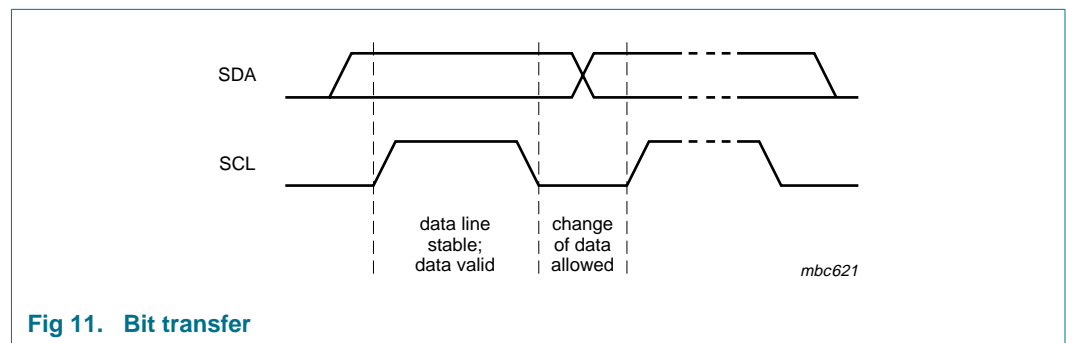 SDA
SCL
data line
stable;
data valid
change
of data
allowed
mbc621
Fig 11. Bit transfer